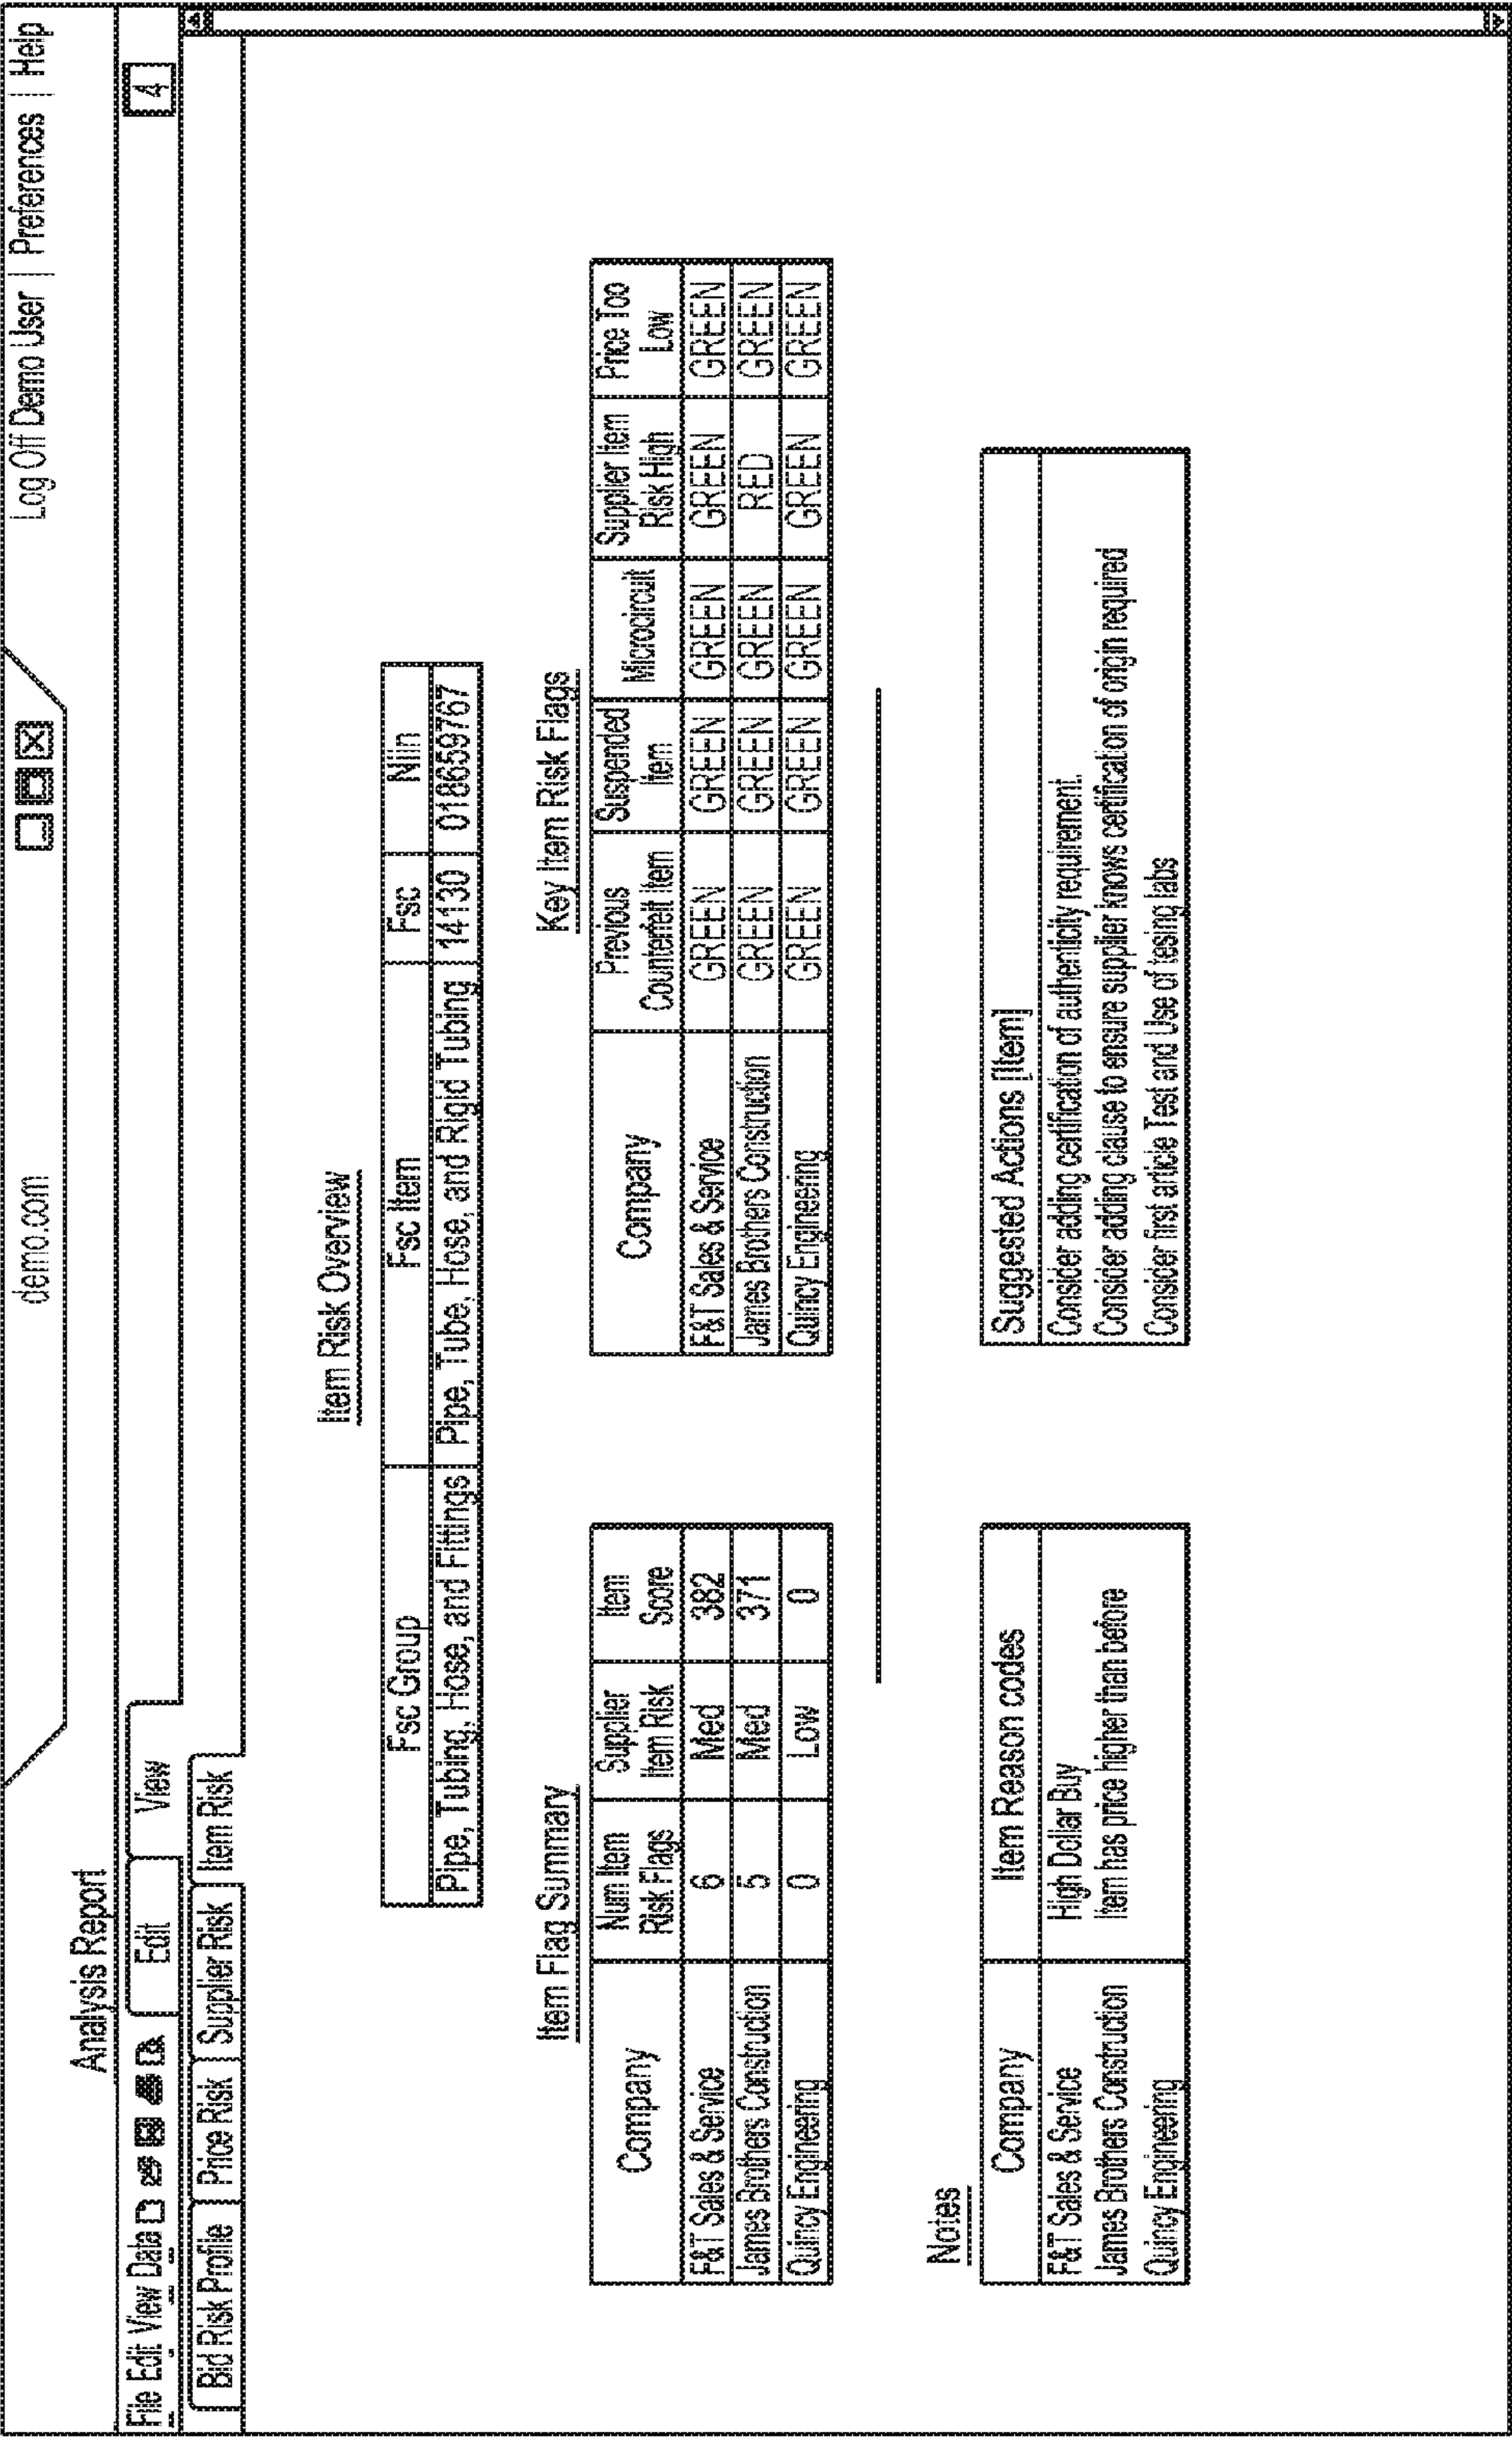 demo.com
Log Off Demo User | Preferences | Help
Analysis Report
File Edit View Data
Edit
View
4
Bid Risk Profile
Price Risk
Supplier Risk
Item Risk
Item Risk Overview
Fsc Group Fsc Item Fsc Niin
Pipe, Tubing, Hose, and Fittings Pipe, Tube, Hose, and Rigid Tubing 14130 018659767
Item Flag Summary
Company Num Item Risk Flags Supplier Item Risk Item Score
F&T Sales & Service 6 Med 382
James Brothers Construction 5 Med 371
Quincy Engineering 0 Low 0
Key Item Risk Flags
Company Previous Counterfeit Item Suspended Item Microcircuit Supplier Item Risk High Price Too Low
F&T Sales & Service GREEN GREEN GREEN GREEN GREEN
James Brothers Construction GREEN GREEN GREEN RED GREEN
Quincy Engineering GREEN GREEN GREEN GREEN GREEN
Notes
Company Item Reason codes
F&T Sales & Service High Dollar Buy
James Brothers Construction Item has price higher than before
Quincy Engineering
Suggested Actions [Item]
Consider adding certification of authenticity requirement.
Consider adding clause to ensure supplier knows certification of origin required
Consider first article Test and Use of tesing labs